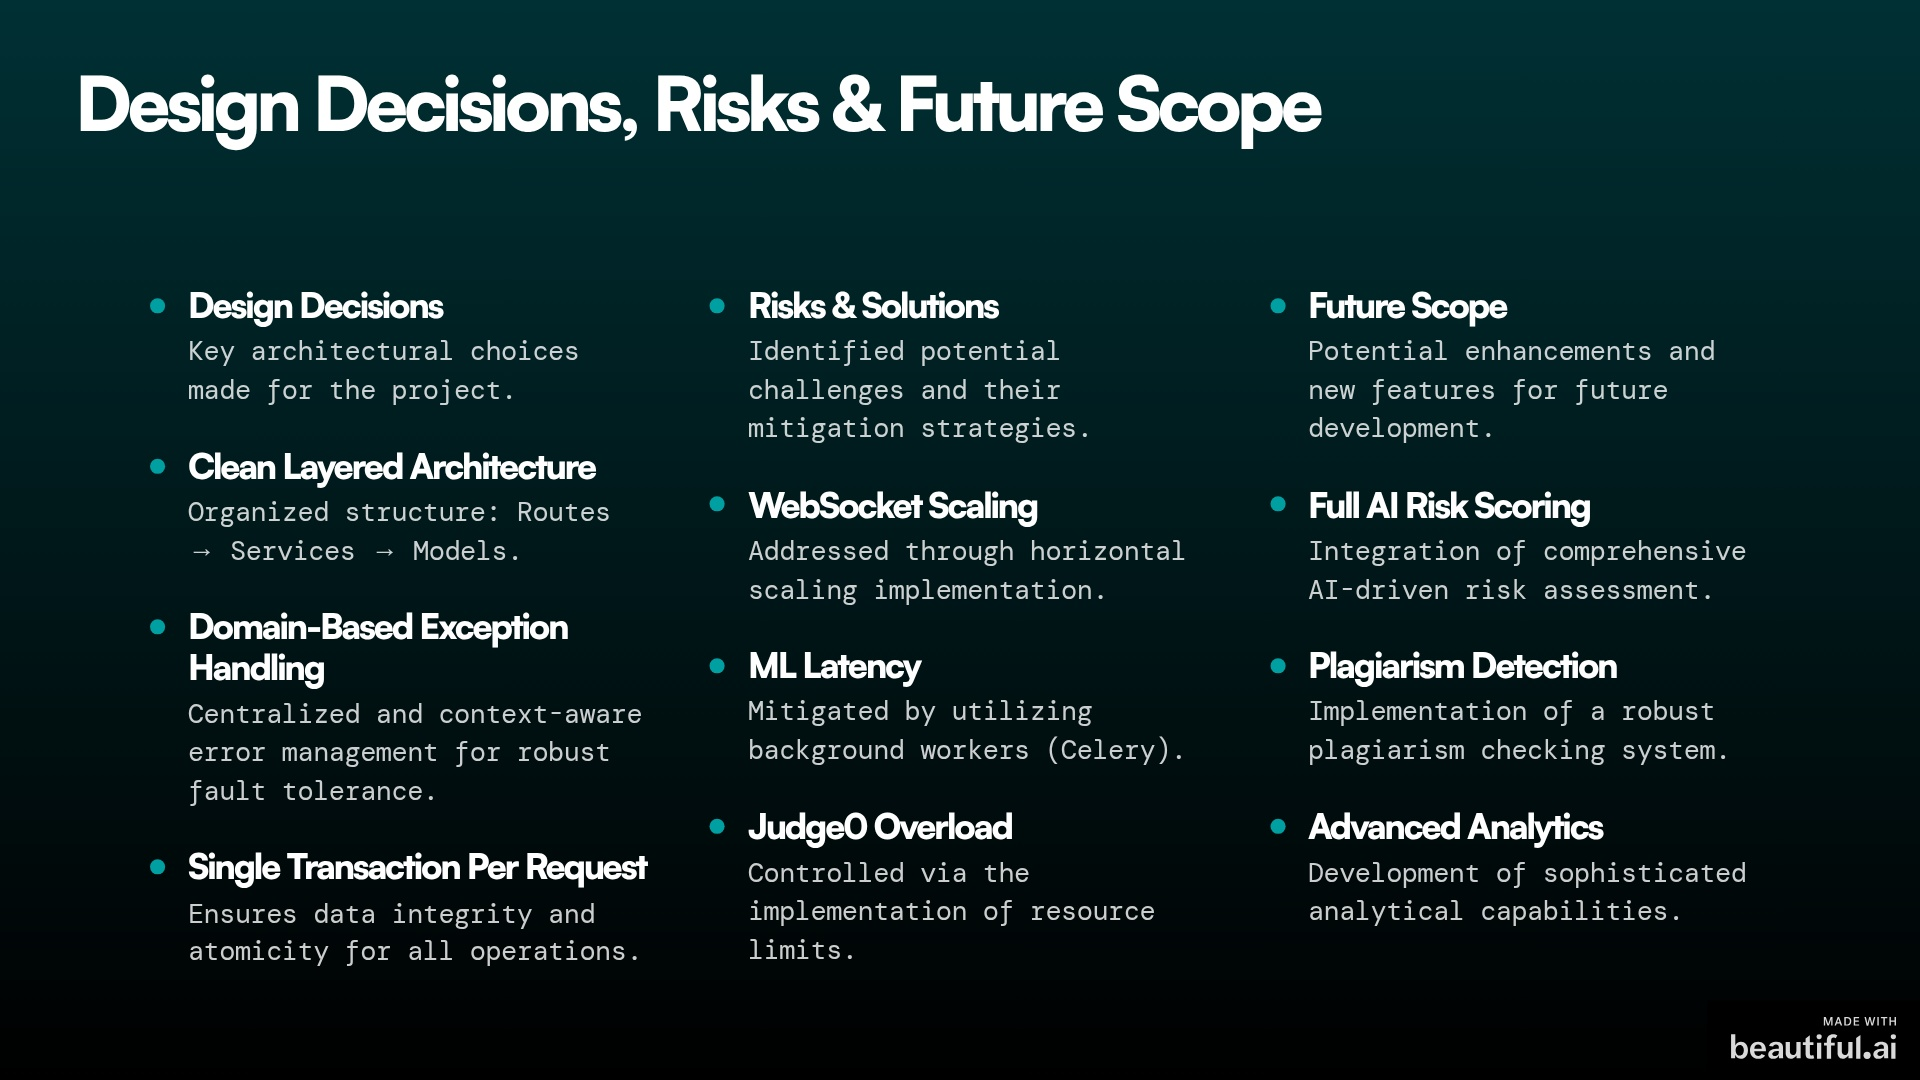 Design Decisions, Risks & Future Scope
Design Decisions
Key architectural choices
made for the project.
Clean Layered Architecture
Organized structure: Routes
→ Services → Models.
Domain-Based Exception
Handling
Centralized and context-aware
error management for robust
fault tolerance.
Single Transaction Per Request
Ensures data integrity and
atomicity for all operations.
Risks & Solutions
Identified potential
challenges and their
mitigation strategies.
WebSocket Scaling
Addressed through horizontal
scaling implementation.
ML Latency
Mitigated by utilizing
background workers (Celery).
Judge0 Overload
Controlled via the
implementation of resource
limits.
Future Scope
Potential enhancements and
new features for future
development.
Full AI Risk Scoring
Integration of comprehensive
AI-driven risk assessment.
Plagiarism Detection
Implementation of a robust
plagiarism checking system.
Advanced Analytics
Development of sophisticated
analytical capabilities.
MADE WITH
beautiful.ai